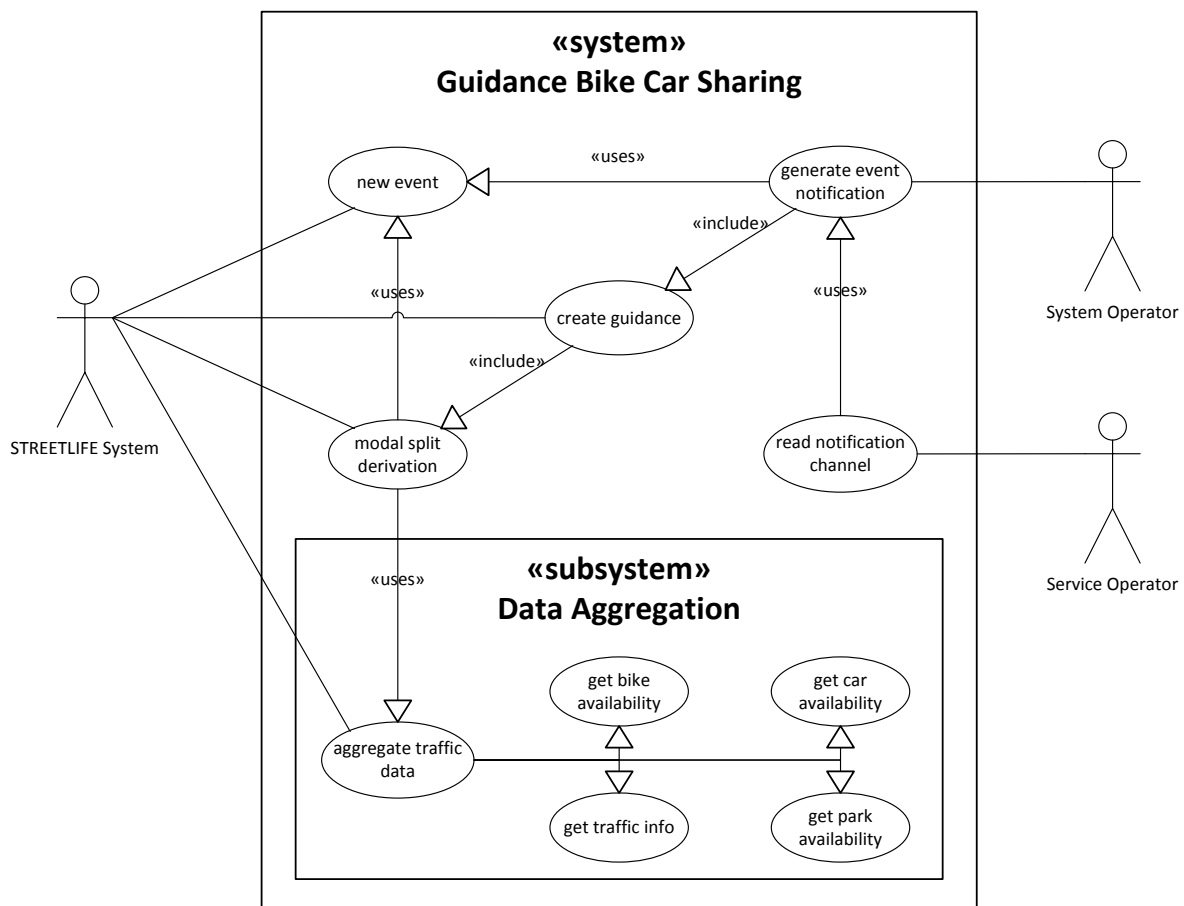 «system»
Guidance Bike Car Sharing
«uses»
new event
generate event
notification
«include»
«uses»
«uses»
System Operator
create guidance
«include»
STREETLIFE System
modal split
derivation
read notification
channel
«uses»
«subsystem»
Data Aggregation
Service Operator
get bike
availability
get car
availability
aggregate traffic
data
get traffic info
get park
availability